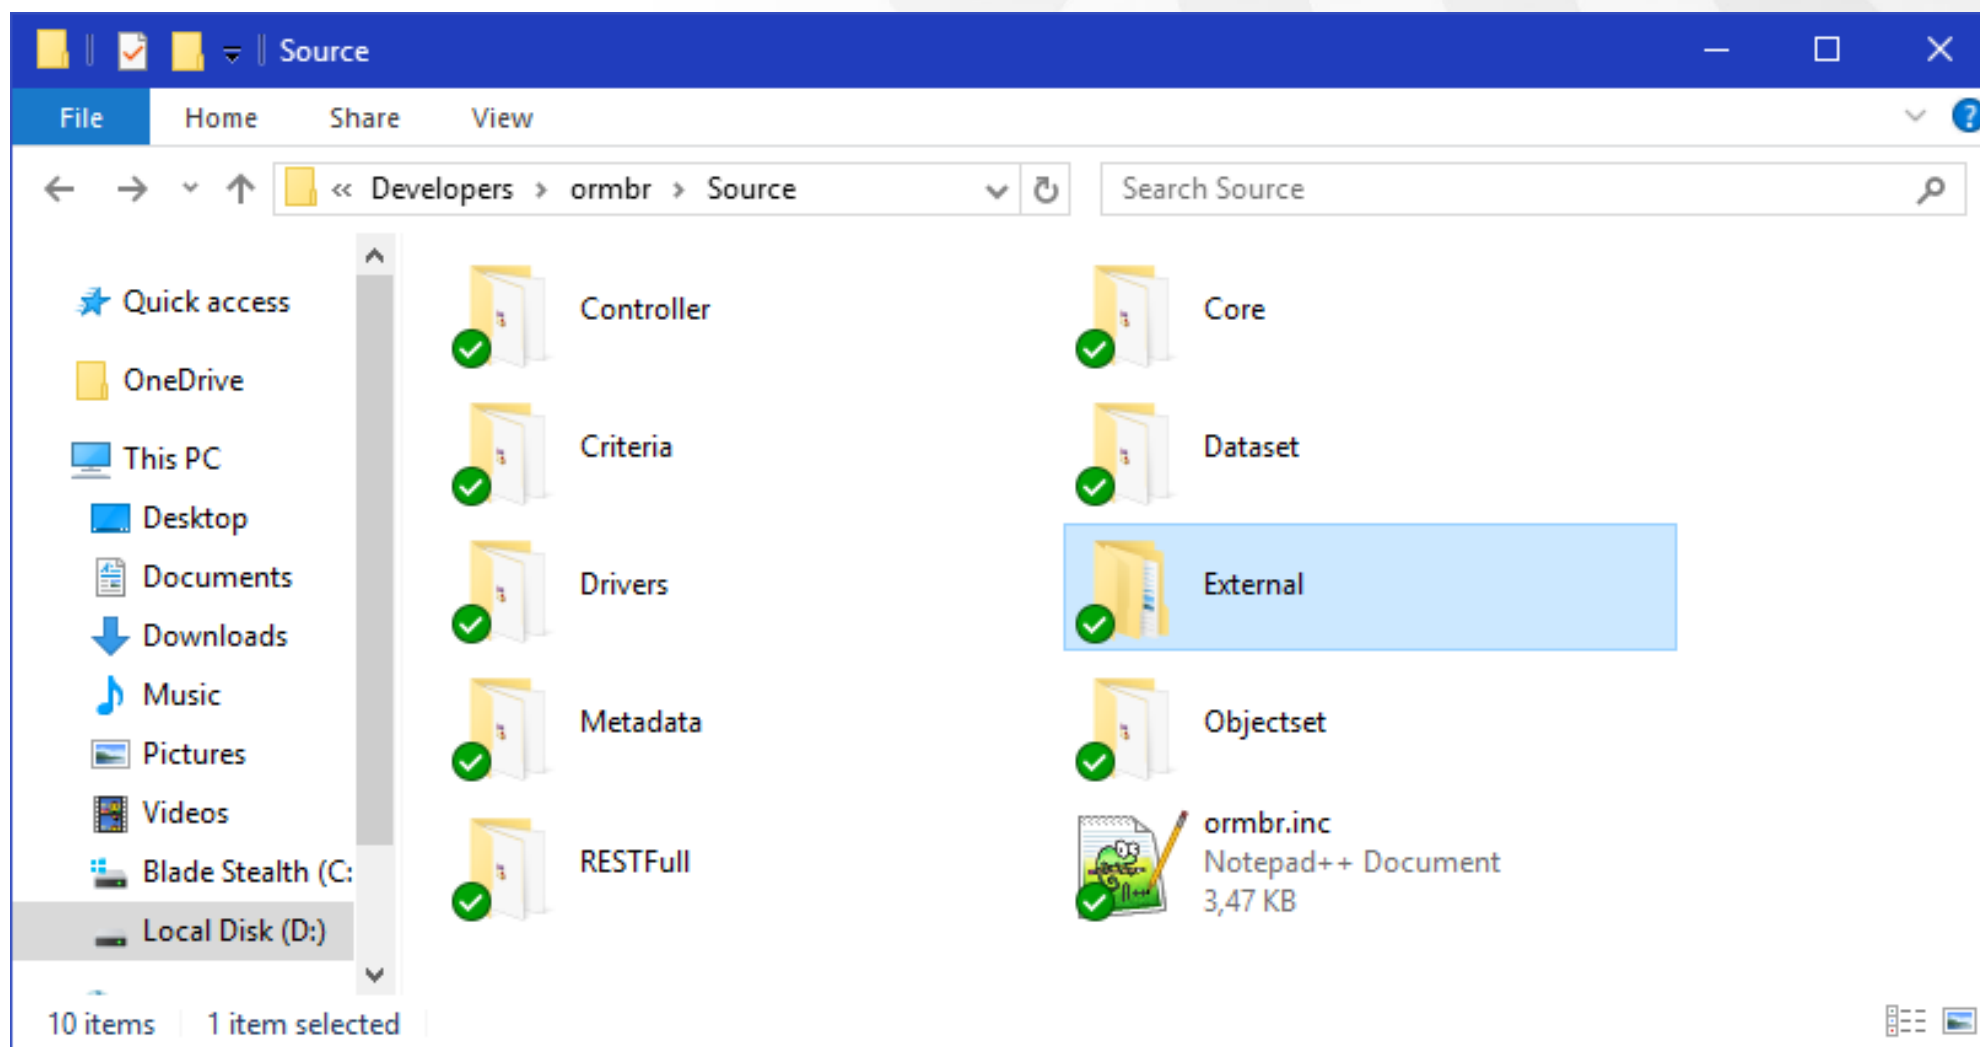 Source
File Home Share View
« Developers > ormbr > Source
Search Source
Quick access
OneDrive
This PC
Desktop
Documents
Downloads
Music
Pictures
Videos
Blade Stealth (C:
Local Disk (D:)
Controller
Core
Criteria
Dataset
Drivers
External
Metadata
Objectset
RESTFull
ormbr.inc
Notepad++ Document
3,47 KB
10 items 1 item selected